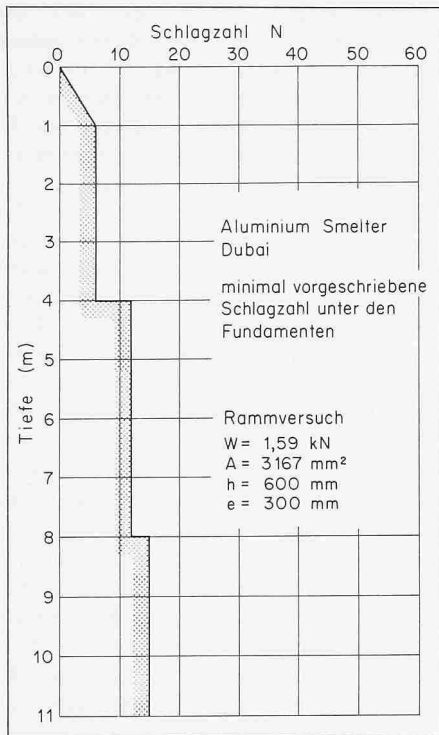 Schlagzahl N
0 10 20 30 40 50 60
0
1
2
3
4
5
6
7
8
9
10
11
Tiefe (m)
Aluminium Smelter
Dubai
minimal vorgeschriebene
Schlagzahl unter den
Fundamenten
Rammversuch
W = 1,59 kN
A = 3167 mm²
h = 600 mm
e = 300 mm